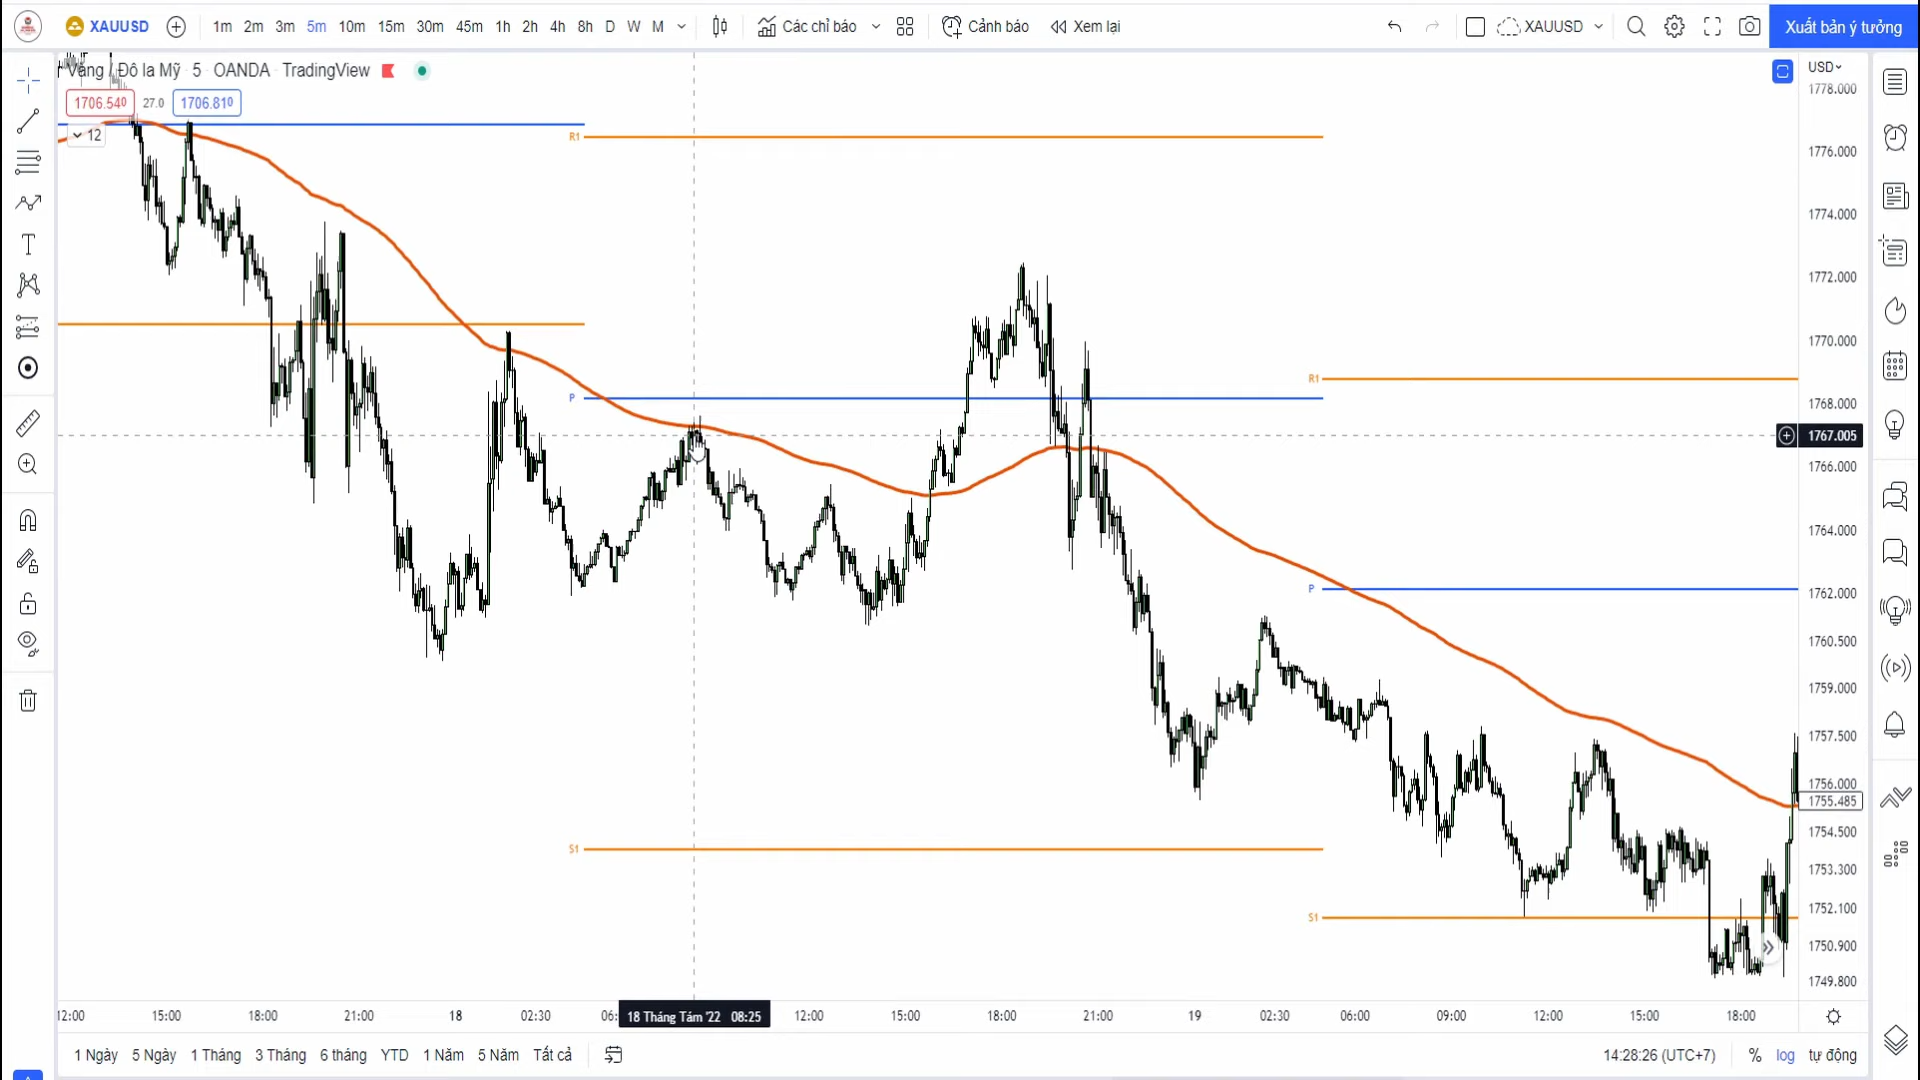 XAUUSD 1m 2m 3m 5m 10m 15m 30m 45m 1h 2h 4h 8h D W M Các chỉ báo Cảnh báo Xem lại XAUUSD Xuất bản ý tưởng
Vàng / Đô la Mỹ 5 OANDA TradingView
USD
1706.540 27.0 1706.810
12
R1
R1
P
P
S1
S1
1778.000
1776.000
1774.000
1772.000
1770.000
1768.000
1767.005
1766.000
1764.000
1762.000
1760.500
1759.000
1757.500
1756.000
1755.485
1754.500
1753.300
1752.100
1750.900
1749.800
12:00 15:00 18:00 21:00 18 02:30 06: 18 Tháng Tám '22 08:25 12:00 15:00 18:00 21:00 19 02:30 06:00 09:00 12:00 15:00 18:00
1 Ngày 5 Ngày 1 Tháng 3 Tháng 6 tháng YTD 1 Năm 5 Năm Tất cả 14:28:26 (UTC+7) % log tự động